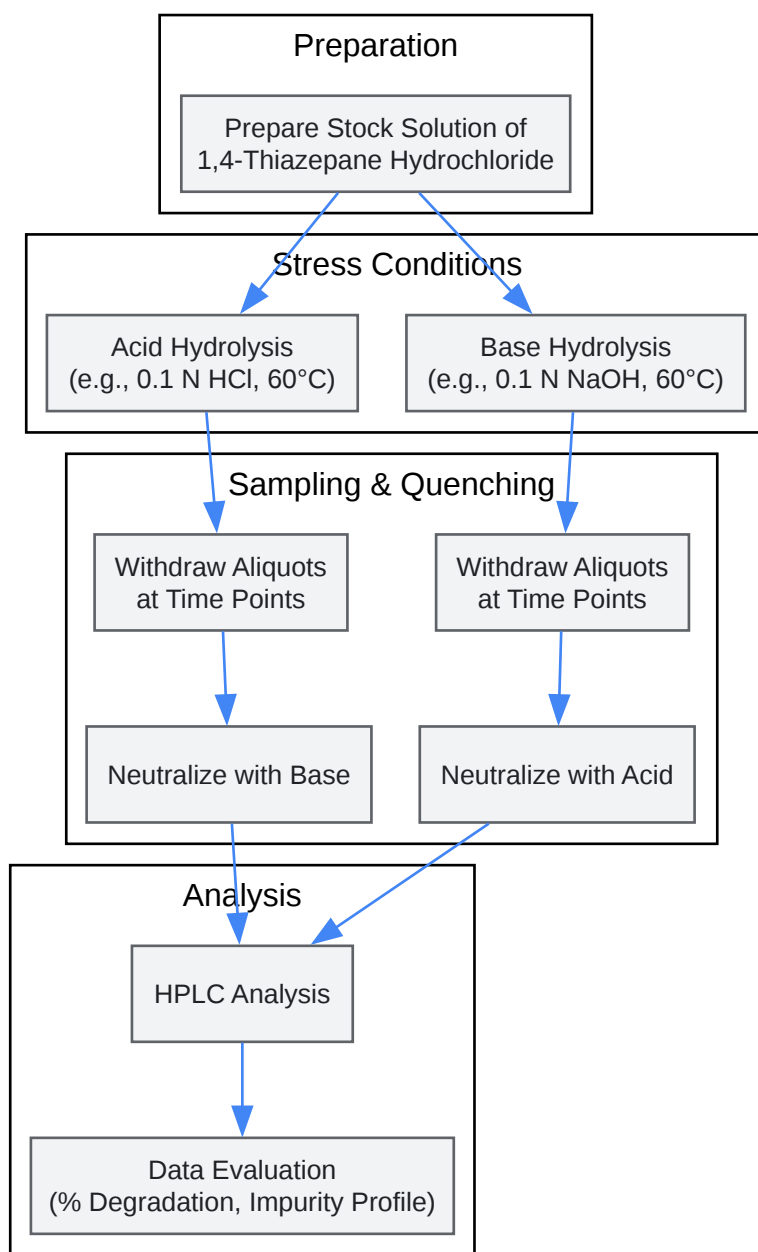 Preparation
Prepare Stock Solution of
1,4-Thiazepane Hydrochloride
Stress Conditions
Acid Hydrolysis
(e.g., 0.1 N HCl, 60°C)
Base Hydrolysis
(e.g., 0.1 N NaOH, 60°C)
Sampling & Quenching
Withdraw Aliquots
at Time Points
Withdraw Aliquots
at Time Points
Neutralize with Base
Neutralize with Acid
Analysis
HPLC Analysis
Data Evaluation
(% Degradation, Impurity Profile)